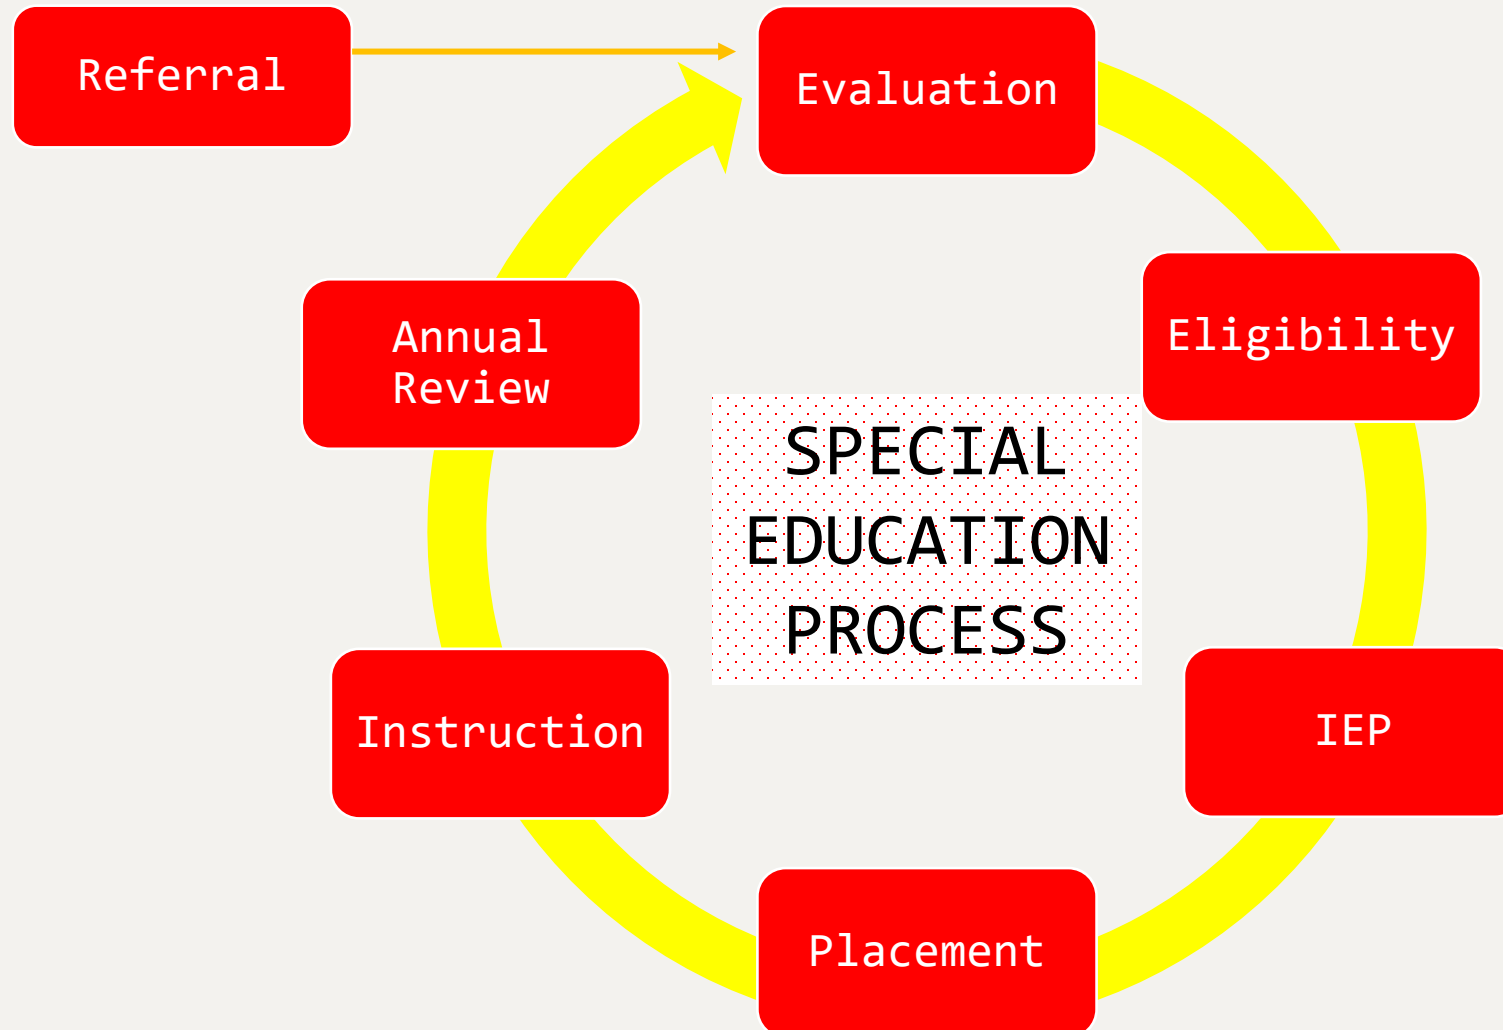 Referral
Evaluation
Eligibility
IEP
Placement
Instruction
Annual
Review
SPECIAL
EDUCATION
PROCESS